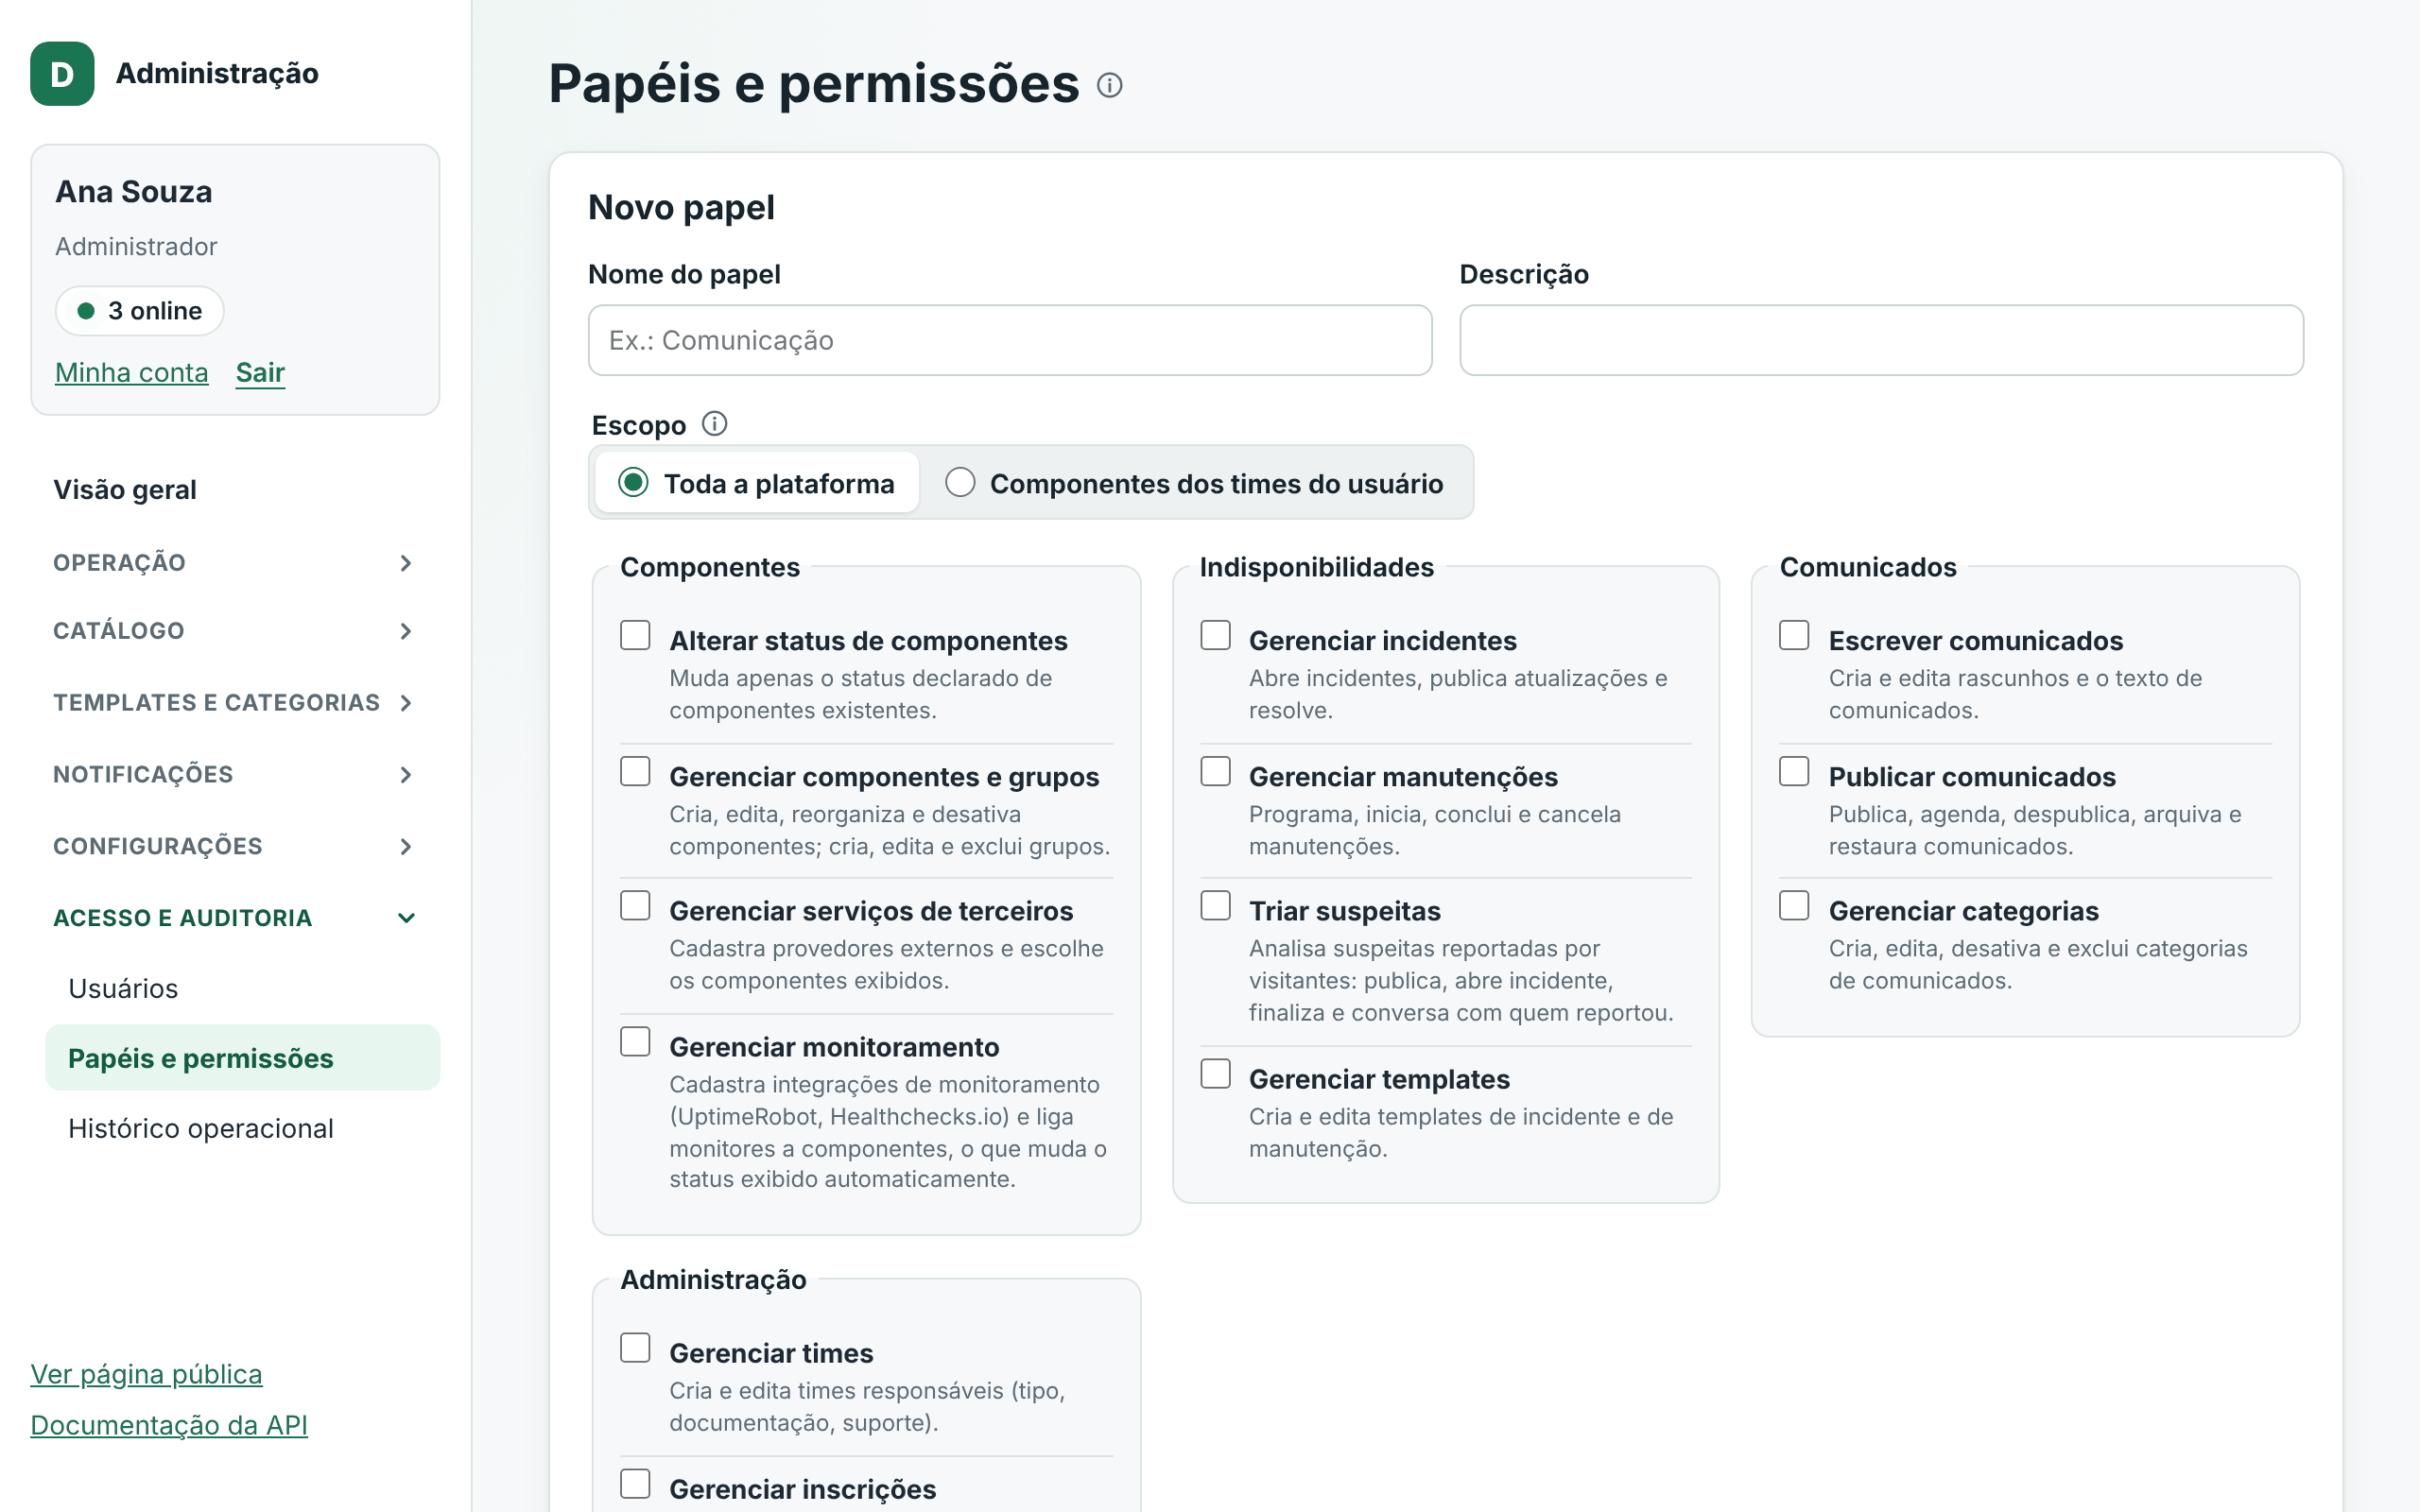 D
Administração
Ana Souza
Administrador
3 online
Minha conta
Sair
Visão geral
OPERAÇÃO
CATÁLOGO
TEMPLATES E CATEGORIAS
NOTIFICAÇÕES
CONFIGURAÇÕES
ACESSO E AUDITORIA
Usuários
Papéis e permissões
Histórico operacional
Ver página pública
Documentação da API
Papéis e permissões
Novo papel
Nome do papel
Ex.: Comunicação
Descrição
Escopo
Toda a plataforma
Componentes dos times do usuário
Componentes
Alterar status de componentes
Muda apenas o status declarado de
componentes existentes.
Gerenciar componentes e grupos
Cria, edita, reorganiza e desativa
componentes; cria, edita e exclui grupos.
Gerenciar serviços de terceiros
Cadastra provedores externos e escolhe
os componentes exibidos.
Gerenciar monitoramento
Cadastra integrações de monitoramento
(UptimeRobot, Healthchecks.io) e liga
monitores a componentes, o que muda o
status exibido automaticamente.
Indisponibilidades
Gerenciar incidentes
Abre incidentes, publica atualizações e
resolve.
Gerenciar manutenções
Programa, inicia, conclui e cancela
manutenções.
Triar suspeitas
Analisa suspeitas reportadas por
visitantes: publica, abre incidente,
finaliza e conversa com quem reportou.
Gerenciar templates
Cria e edita templates de incidente e de
manutenção.
Comunicados
Escrever comunicados
Cria e edita rascunhos e o texto de
comunicados.
Publicar comunicados
Publica, agenda, despublica, arquiva e
restaura comunicados.
Gerenciar categorias
Cria, edita, desativa e exclui categorias
de comunicados.
Administração
Gerenciar times
Cria e edita times responsáveis (tipo,
documentação, suporte).
Gerenciar inscrições